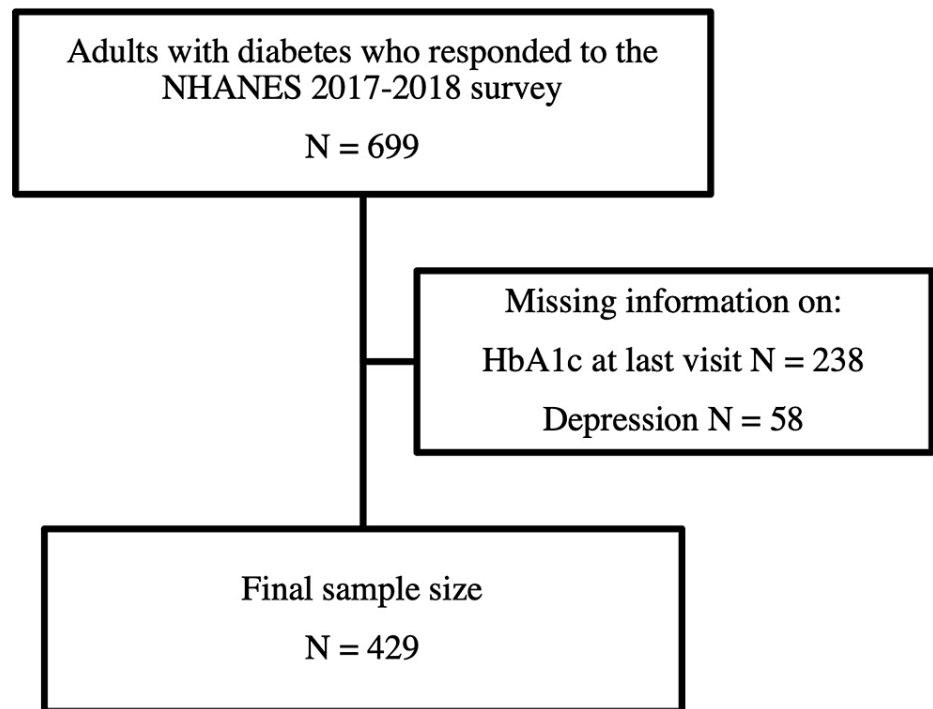 Adults with diabetes who responded to the
NHANES 2017-2018 survey
N = 699
Missing information on:
HbA1c at last visit N = 238
Depression N = 58
Final sample size
N = 429